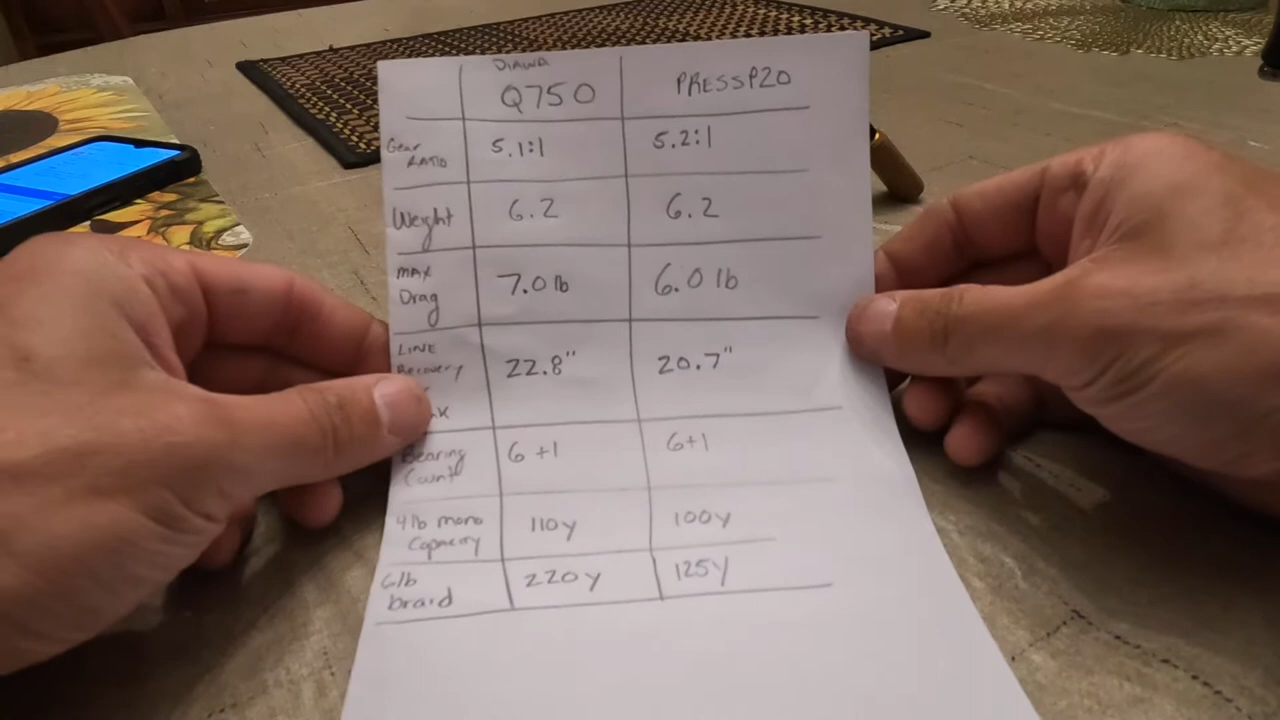 DIAWA
Q750 PRESSP20
Gear RATIO 5.1:1 5.2:1
Weight 6.2 6.2
MAX Drag 7.0 lb 6.0 lb
LINE Recovery 22.8" 20.7"
Bearing Count 6+1 6+1
4lb mono Capacity 110y 100y
6lb braid 220y 125y